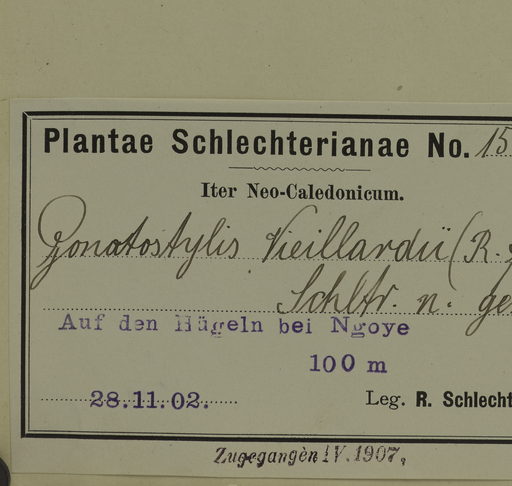 Plantae Schlechterianae No. 15
Iter Neo-Caledonicum.
Gonatostylis Vieillardii (R.
Schltr. n. ge
Auf den Hügeln bei Ngoye
100 m
28.11.02. Leg. R. Schlecht
Zugegangen IV. 1907,